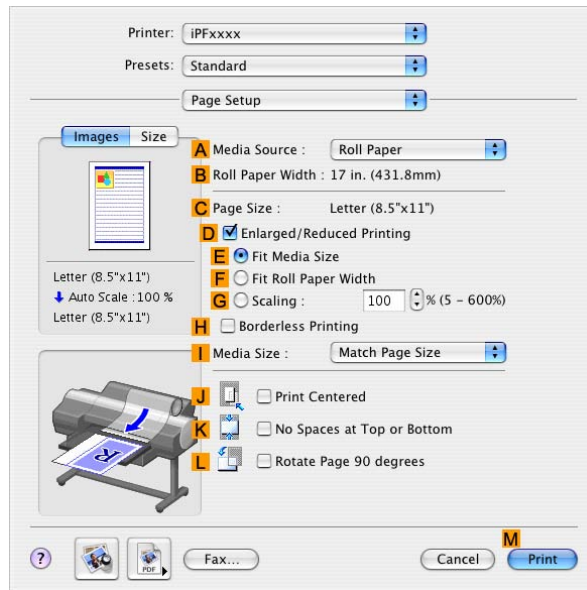 Printer: iPFxxxx
Presets: Standard
Page Setup
Images Size
A Media Source : Roll Paper
B Roll Paper Width : 17 in. (431.8mm)
C Page Size : Letter (8.5"x11")
D Enlarged/Reduced Printing
E Fit Media Size
F Fit Roll Paper Width
G Scaling : 100 % (5 – 600%)
Letter (8.5"x11")
Auto Scale :100 %
Letter (8.5"x11")
H Borderless Printing
I Media Size : Match Page Size
J Print Centered
K No Spaces at Top or Bottom
L Rotate Page 90 degrees
R
M
? PDF Fax... Cancel Print